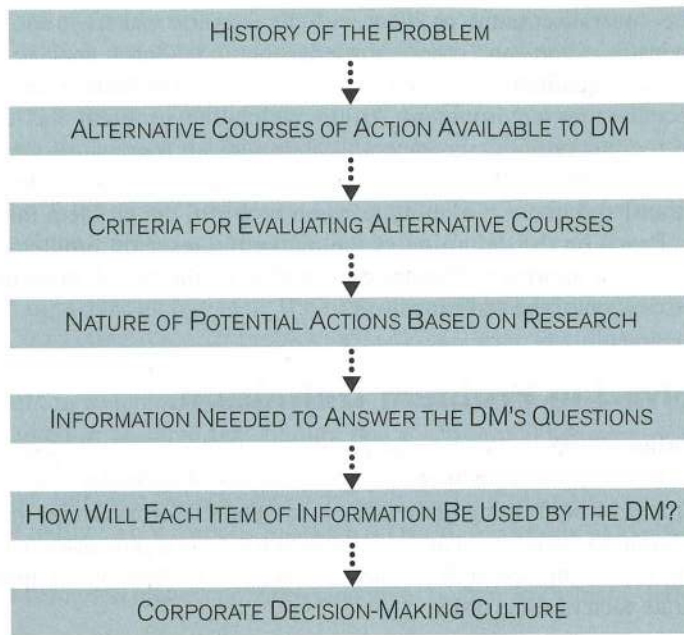 HISTORY OF THE PROBLEM
ALTERNATIVE COURSES OF ACTION AVAILABLE TO DM
CRITERIA FOR EVALUATING ALTERNATIVE COURSES
NATURE OF POTENTIAL ACTIONS BASED ON RESEARCH
INFORMATION NEEDED TO ANSWER THE DM'S QUESTIONS
HOW WILL EACH ITEM OF INFORMATION BE USED BY THE DM?
CORPORATE DECISION-MAKING CULTURE